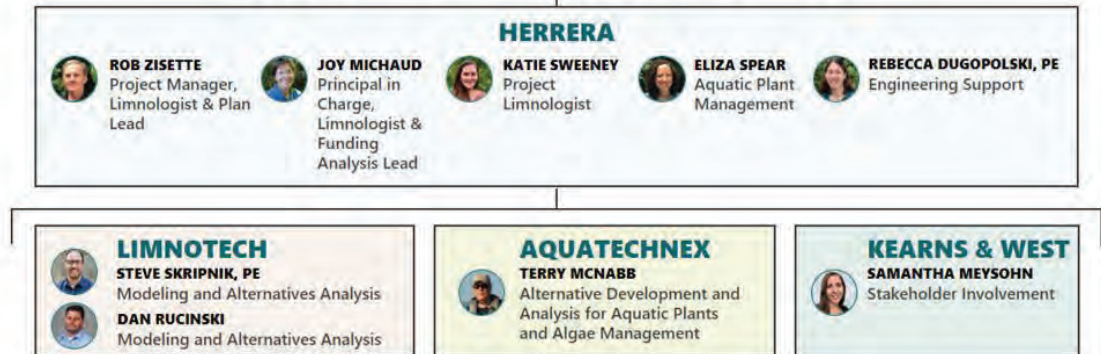 HERRERA
ROB ZISETTE
Project Manager,
Limnologist & Plan
Lead
JOY MICHAUD
Principal in
Charge,
Limnologist &
Funding
Analysis Lead
KATIE SWEENEY
Project
Limnologist
ELIZA SPEAR
Aquatic Plant
Management
REBECCA DUGOPOLSKI, PE
Engineering Support
LIMNOTECH
STEVE SKRIPNIK, PE
Modeling and Alternatives Analysis
DAN RUCINSKI
Modeling and Alternatives Analysis
AQUATECHNEX
TERRY MCNABB
Alternative Development and
Analysis for Aquatic Plants
and Algae Management
KEARNS & WEST
SAMANTHA MEYSOHN
Stakeholder Involvement